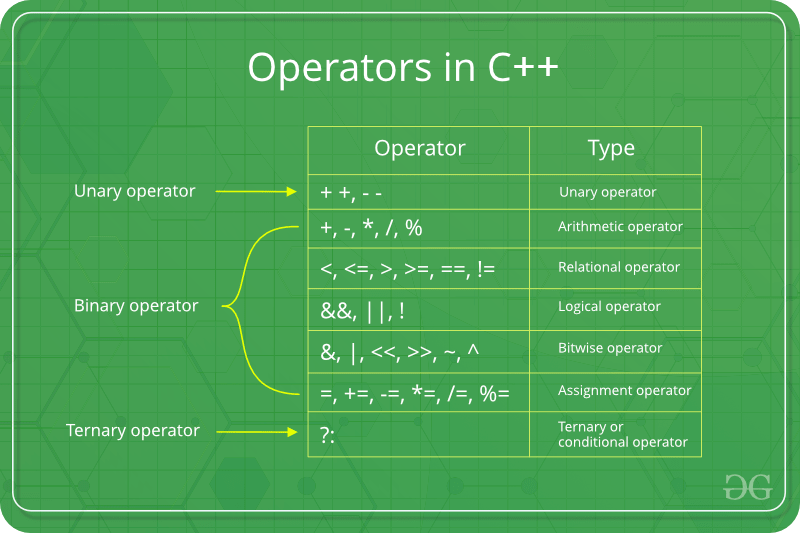 Operators in C++
Operator Type
Unary operator + +, - - Unary operator
+, -, *, /, % Arithmetic operator
<, <=, >, >=, ==, != Relational operator
Binary operator &&, ||, ! Logical operator
&, |, <<, >>, ~, ^ Bitwise operator
=, +=, -=, *=, /=, %= Assignment operator
Ternary operator ?: Ternary or
conditional operator
GG